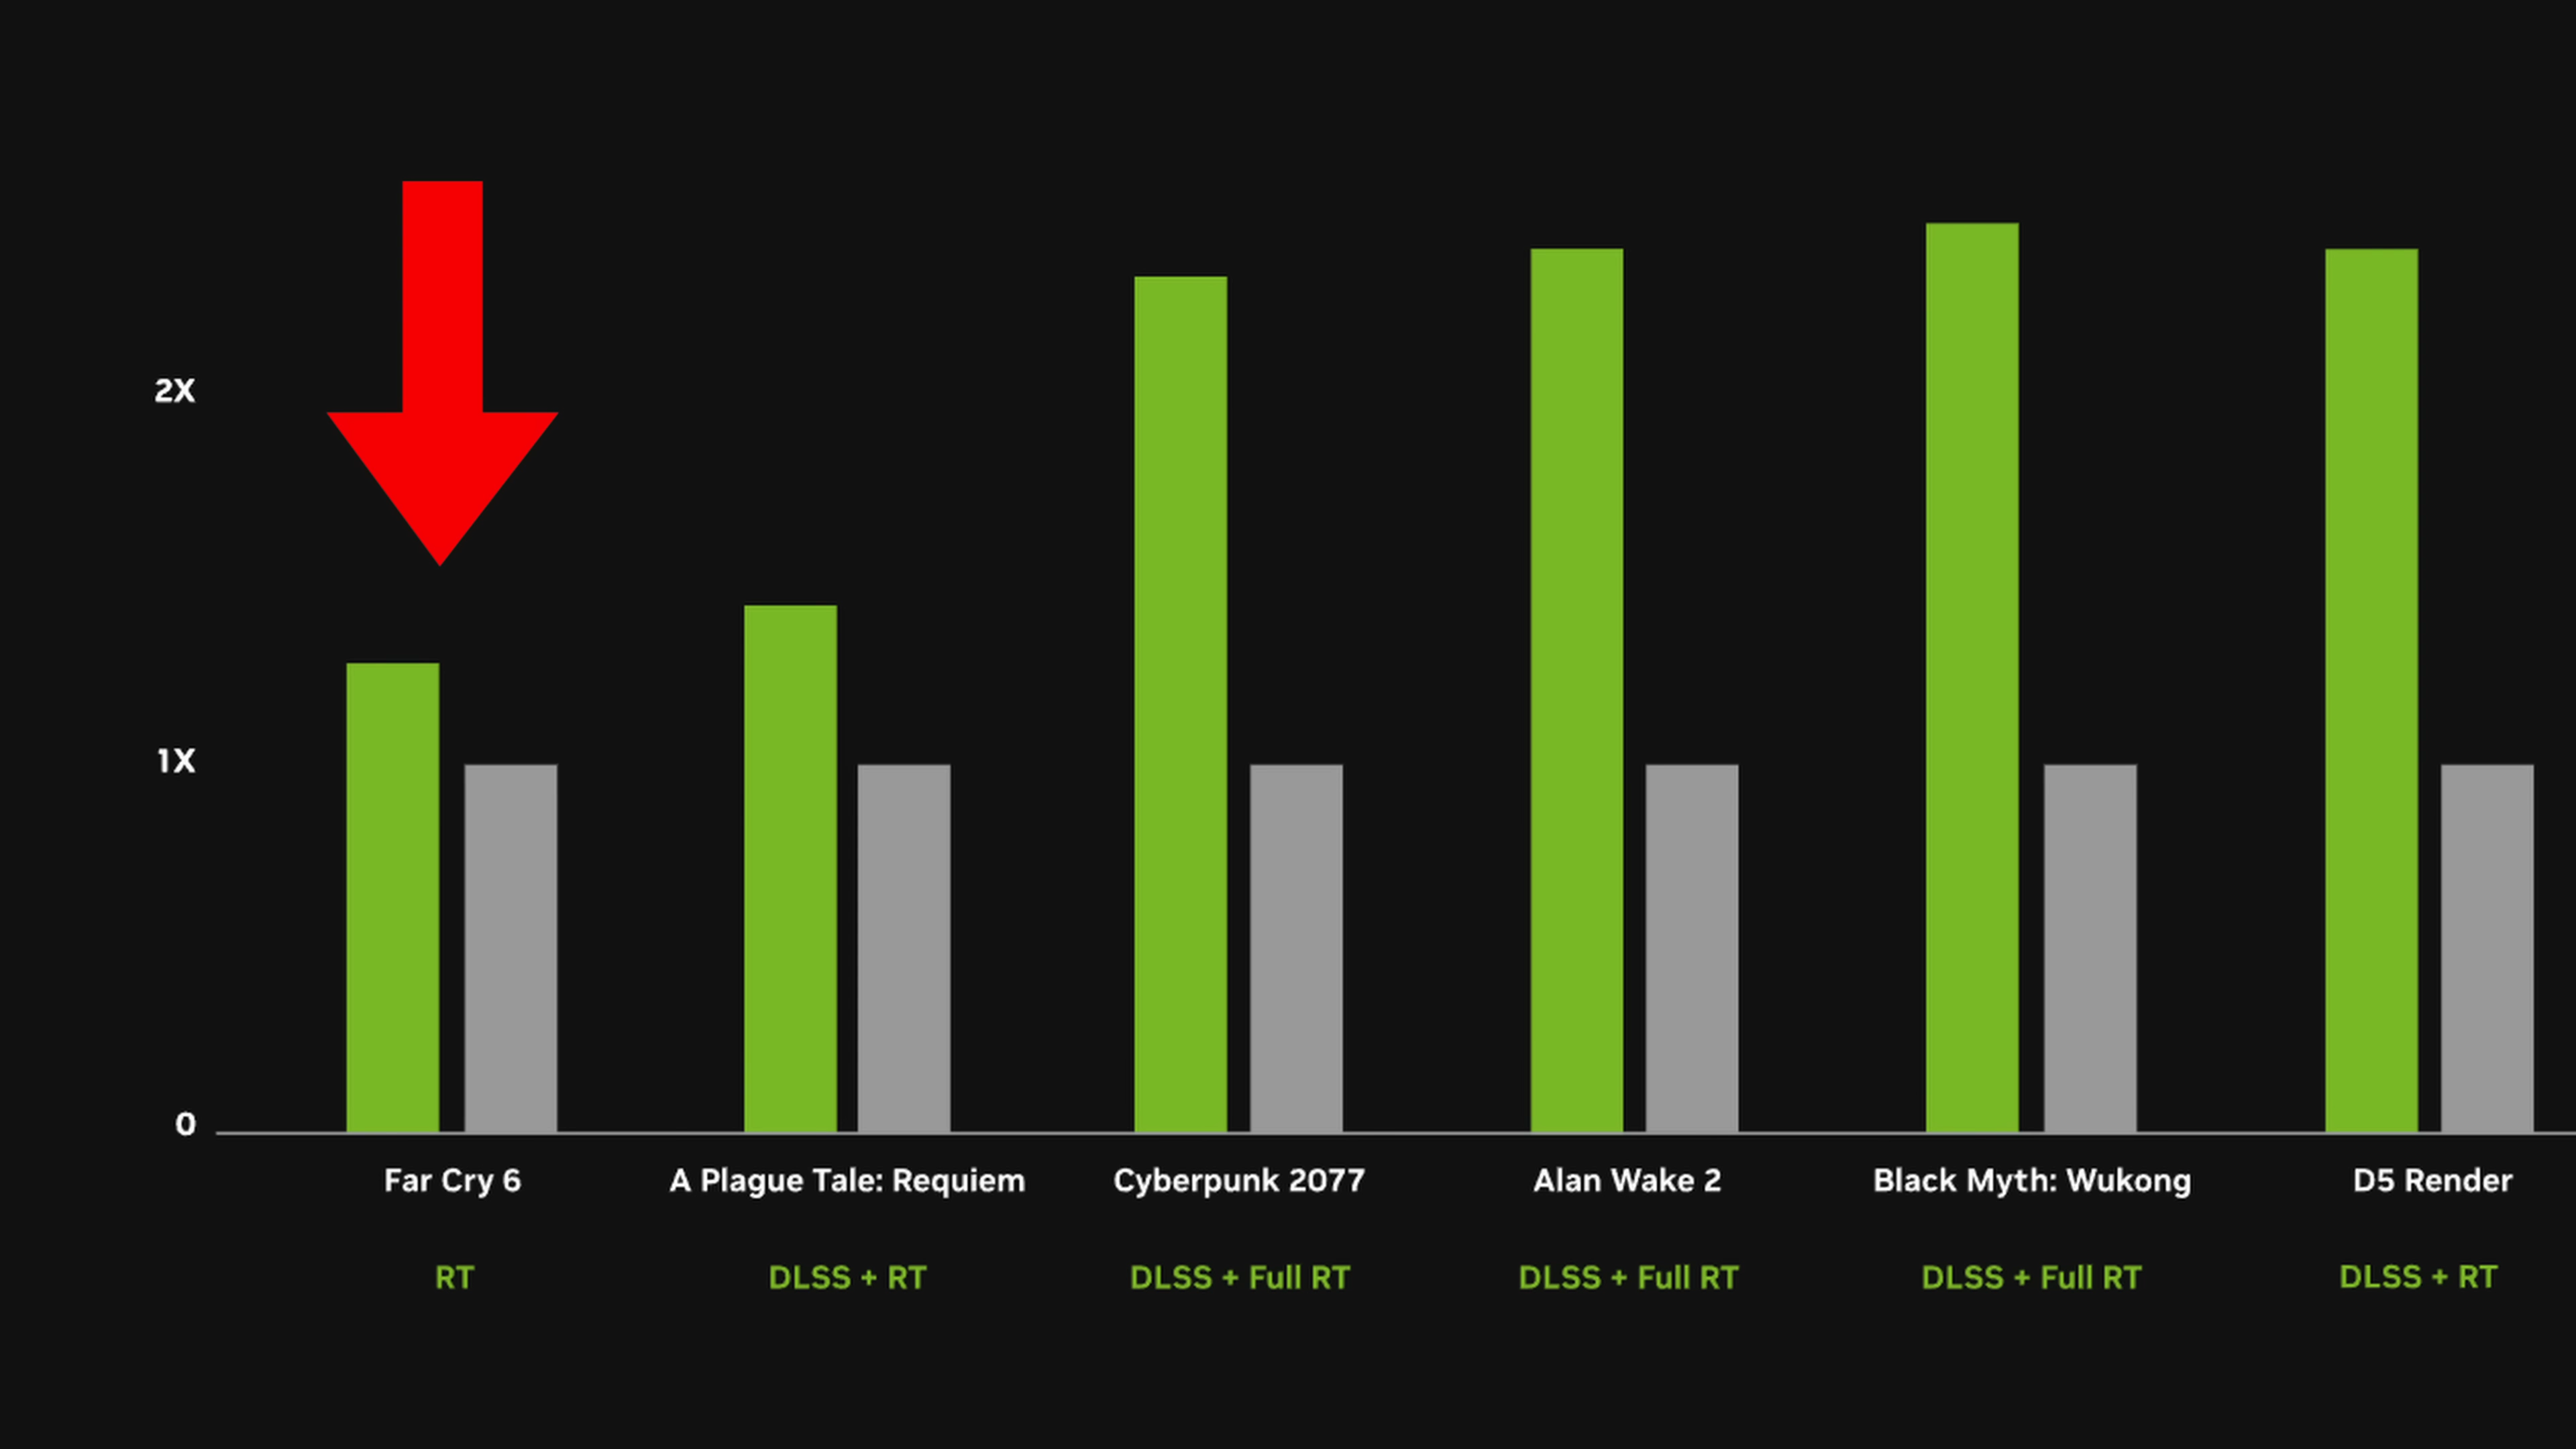 2X
1X
0
Far Cry 6
A Plague Tale: Requiem
Cyberpunk 2077
Alan Wake 2
Black Myth: Wukong
D5 Render
RT
DLSS + RT
DLSS + Full RT
DLSS + Full RT
DLSS + Full RT
DLSS + RT